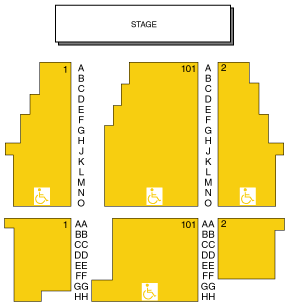 STAGE
1 A 101 A 2
B B
C C
D D
E E
F F
G G
H H
J J
K K
L L
M M
N N
O O
1 AA 101 AA 2
BB BB
CC CC
DD DD
EE EE
FF FF
GG GG
HH HH